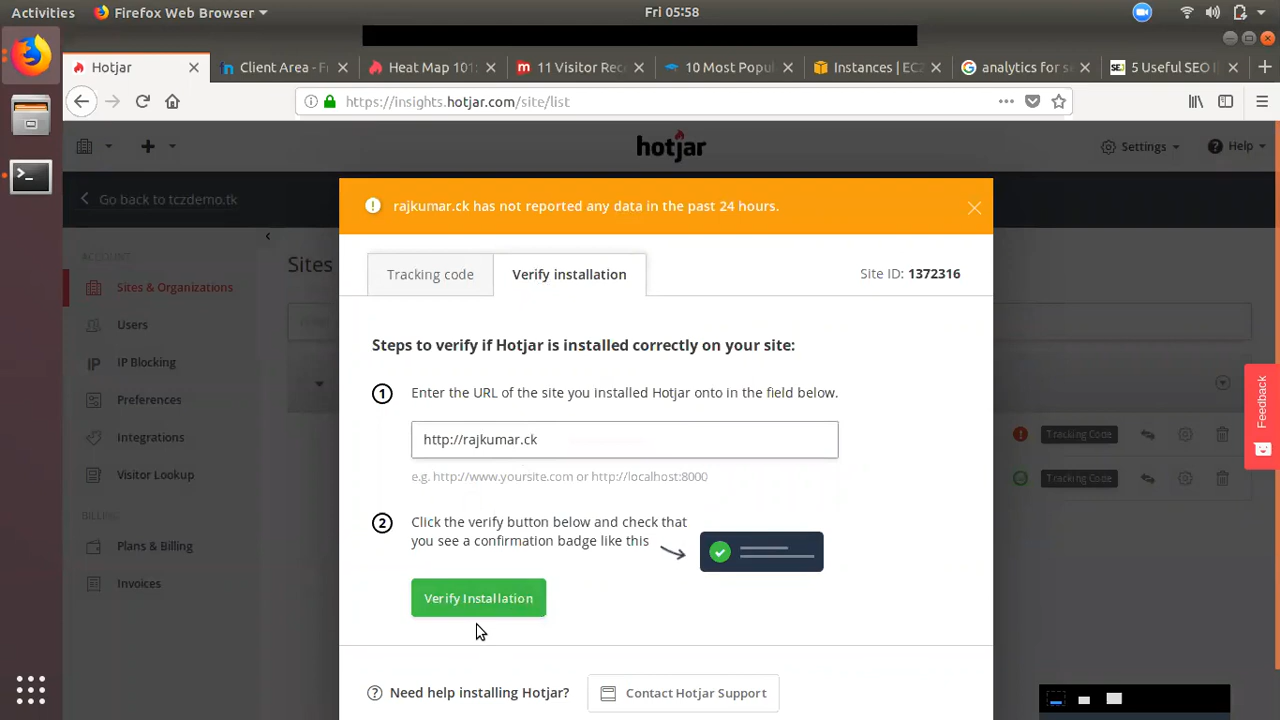 Activities Firefox Web Browser Fri 05:58
Hotjar Client Area - Fr Heat Map 101: 11 Visitor Rec 10 Most Popu Instances | EC2 analytics for s 5 Useful SEO
https://insights.hotjar.com/site/list
hotjar Settings Help
Go back to tczdemo.tk
rajkumar.ck has not reported any data in the past 24 hours.
Tracking code Verify installation Site ID: 1372316
ACCOUNT
Sites
Sites & Organizations
Users
IP Blocking
Preferences
Integrations
Visitor Lookup
BILLING
Plans & Billing
Invoices
Steps to verify if Hotjar is installed correctly on your site:
1 Enter the URL of the site you installed Hotjar onto in the field below.
http://rajkumar.ck
e.g. http://www.yoursite.com or http://localhost:8000
2 Click the verify button below and check that
you see a confirmation badge like this
Verify Installation
Need help installing Hotjar? Contact Hotjar Support
Tracking Code
Tracking Code
Feedback